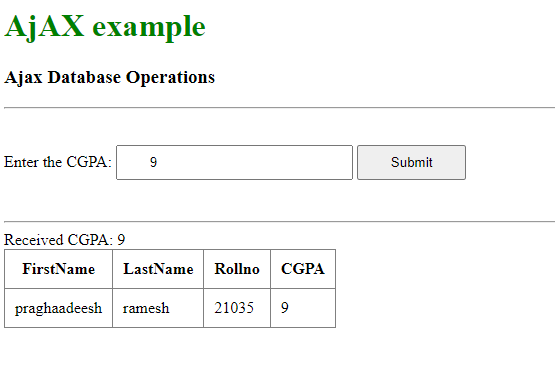 AjAX example
Ajax Database Operations
Enter the CGPA: 9 Submit
Received CGPA: 9
FirstName LastName Rollno CGPA
praghaadeesh ramesh 21035 9